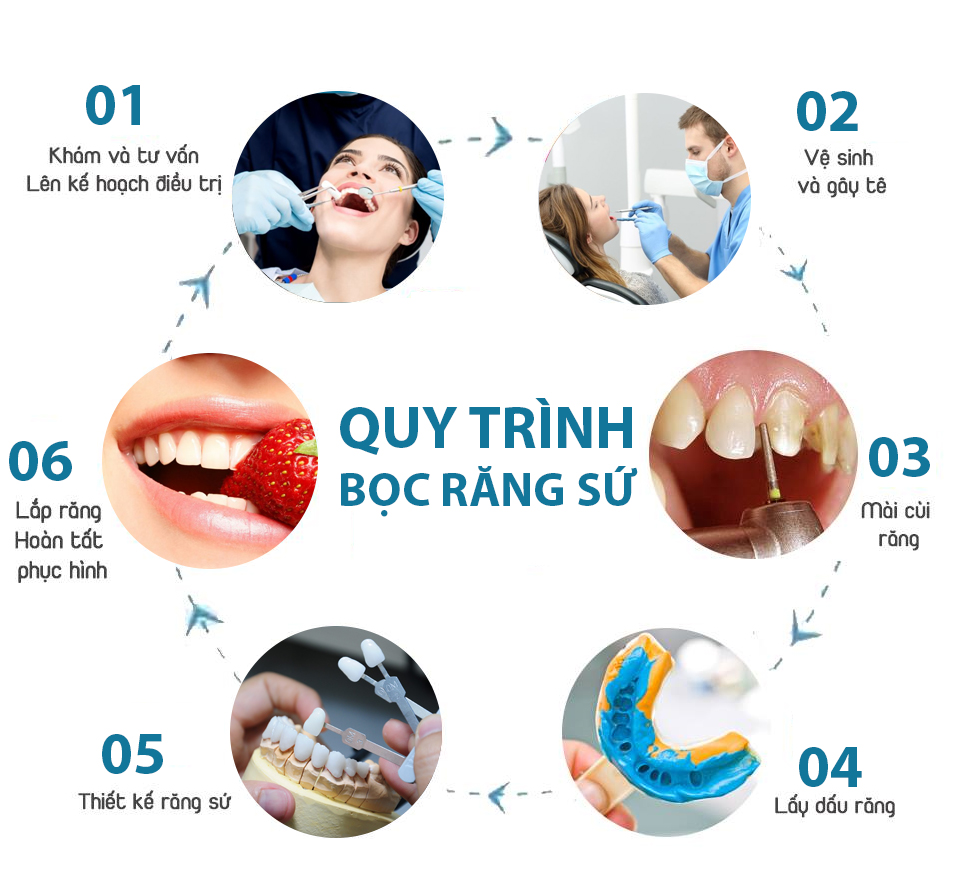 QUY TRÌNH
BỌC RĂNG SỨ
01
Khám và tư vấn
Lên kế hoạch điều trị
02
Vệ sinh
và gây tê
03
Mài cùi
răng
04
Lấy dấu răng
05
Thiết kế răng sứ
06
Lắp răng
Hoàn tất
phục hình